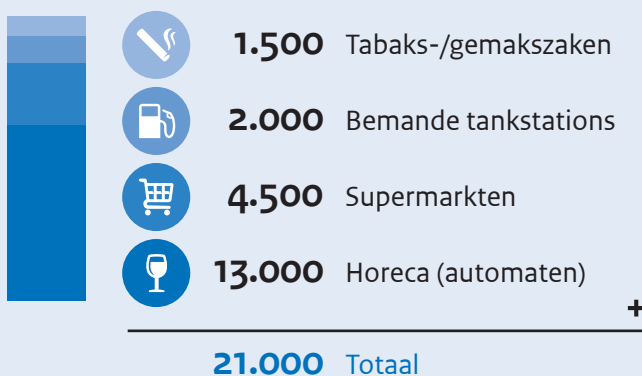 1.500 Tabaks-/gemakszaken
2.000 Bemande tankstations
4.500 Supermarkten
13.000 Horeca (automaten)
+
21.000 Totaal